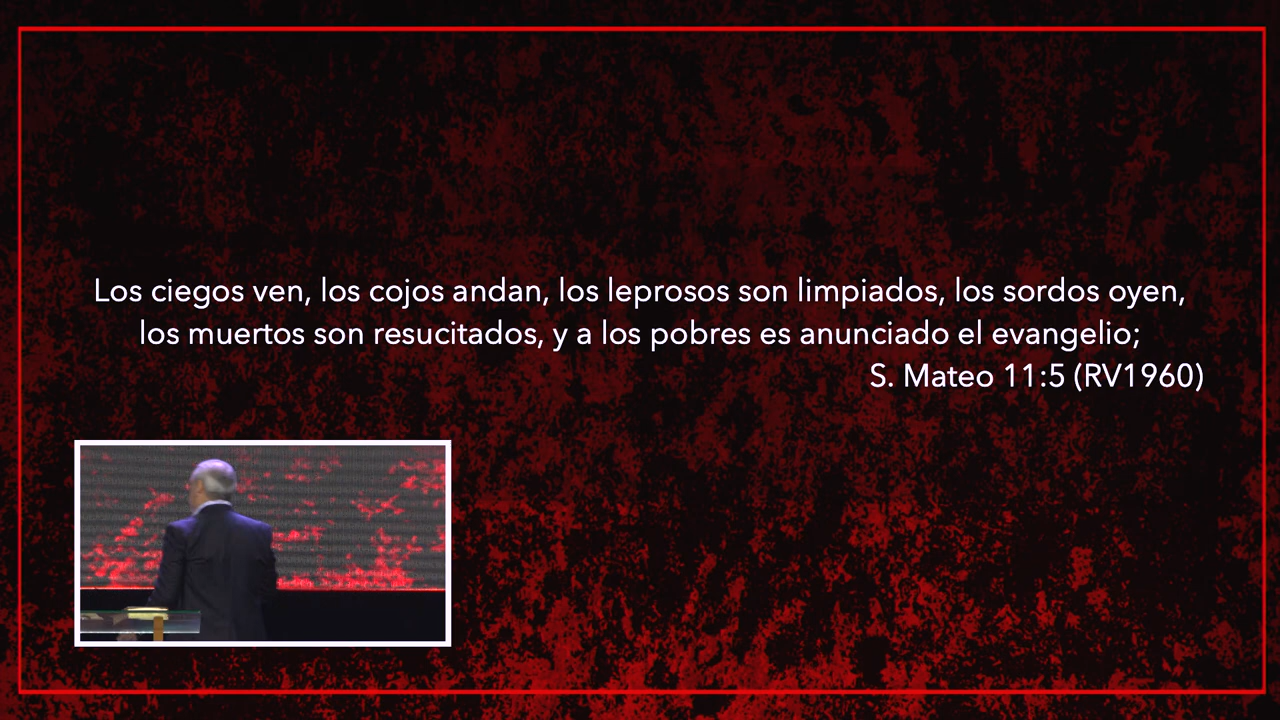 Los ciegos ven, los cojos andan, los leprosos son limpiados, los sordos oyen,
los muertos son resucitados, y a los pobres es anunciado el evangelio;
S. Mateo 11:5 (RV1960)